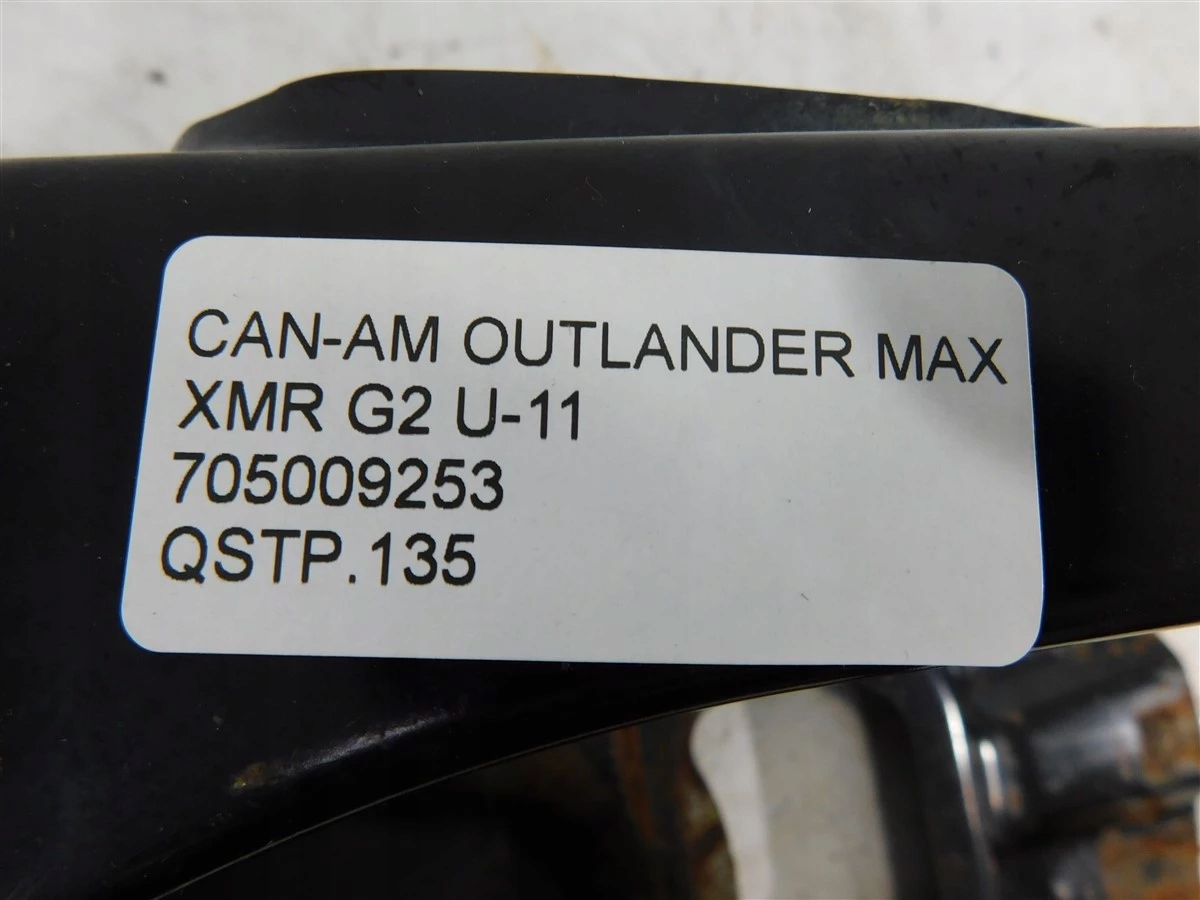 CAN-AM OUTLANDER MAX
XMR G2 U-11
705009253
QSTP.135